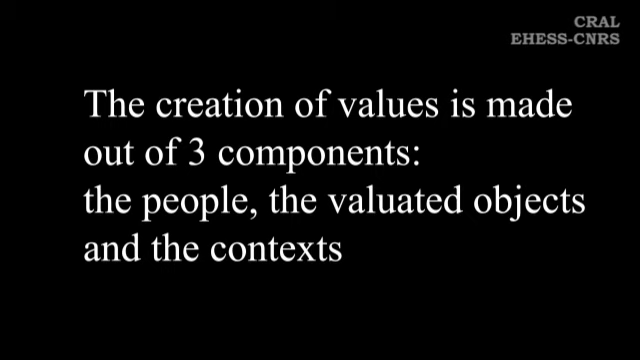 CRAL
EHESS-CNRS
The creation of values is made
out of 3 components:
the people, the valuated objects
and the contexts